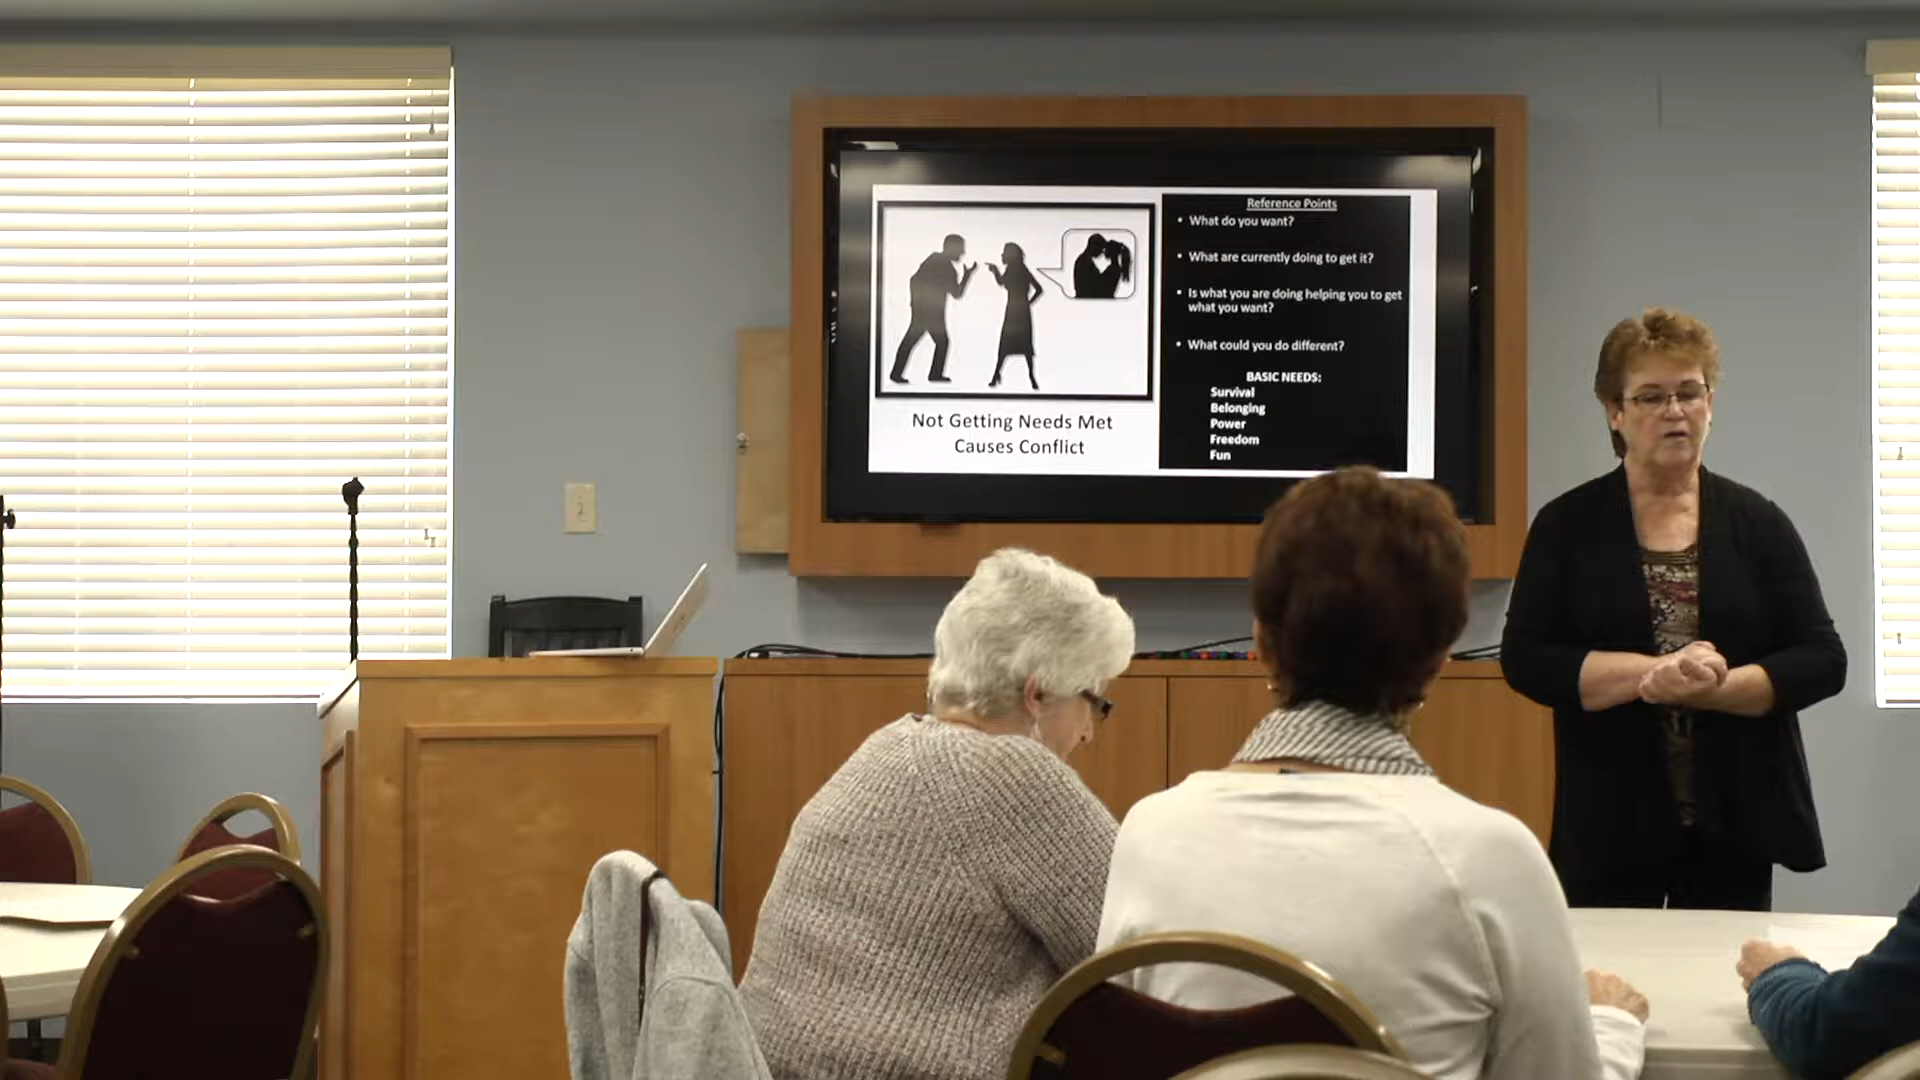 Not Getting Needs Met
Causes Conflict
Reference Points
• What do you want?
• What are currently doing to get it?
• Is what you are doing helping you to get
what you want?
• What could you do different?
BASIC NEEDS:
Survival
Belonging
Power
Freedom
Fun